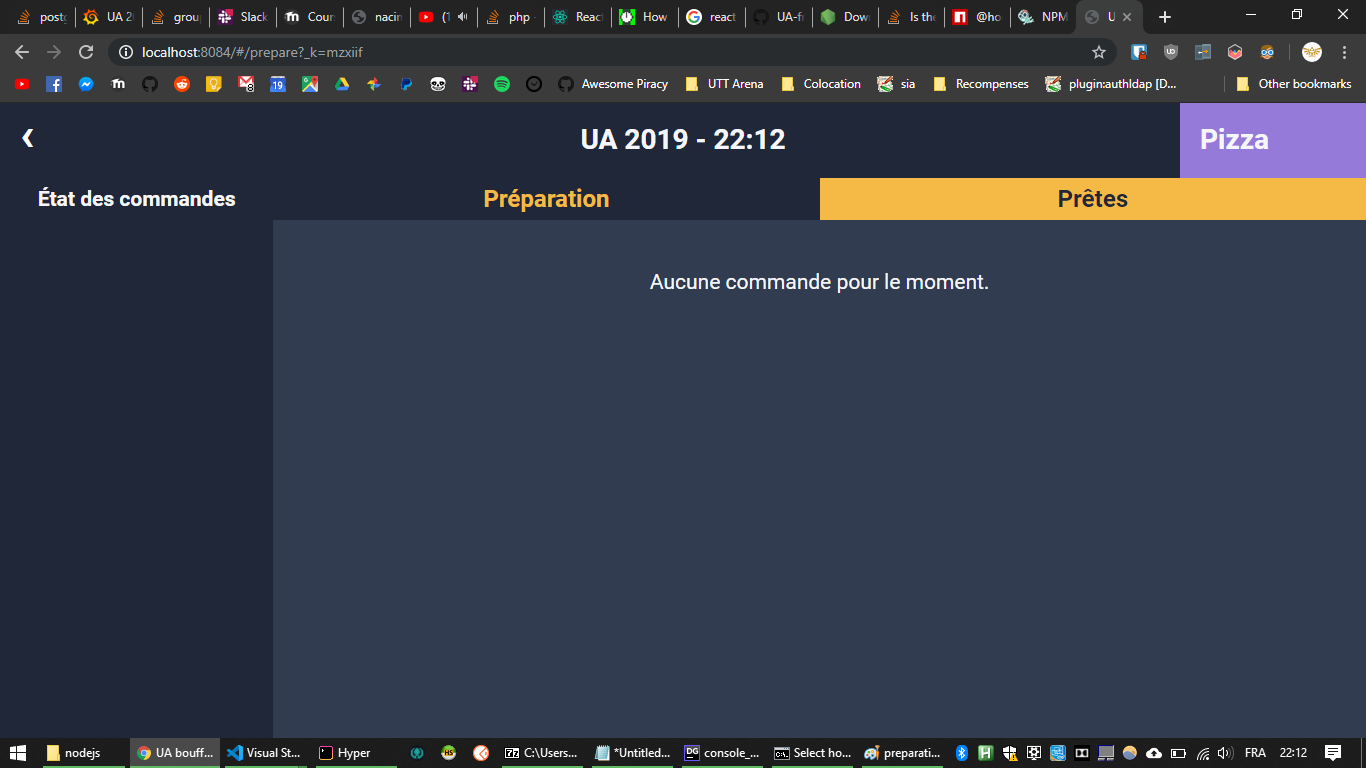 postg UA 2 grou Slack Cour nacin (1 php - React How react UA-fr Dow Is the @ho NPM U
localhost:8084/#/prepare?_k=mzxiif
19 8 Awesome Piracy UTT Arena Colocation sia Recompenses plugin:authldap [D... Other bookmarks
UA 2019 - 22:12
Pizza
État des commandes
Préparation
Prêtes
Aucune commande pour le moment.
nodejs UA bouff... Visual St... Hyper C:\Users... *Untitled... console_... Select ho... preparati... FRA 22:12